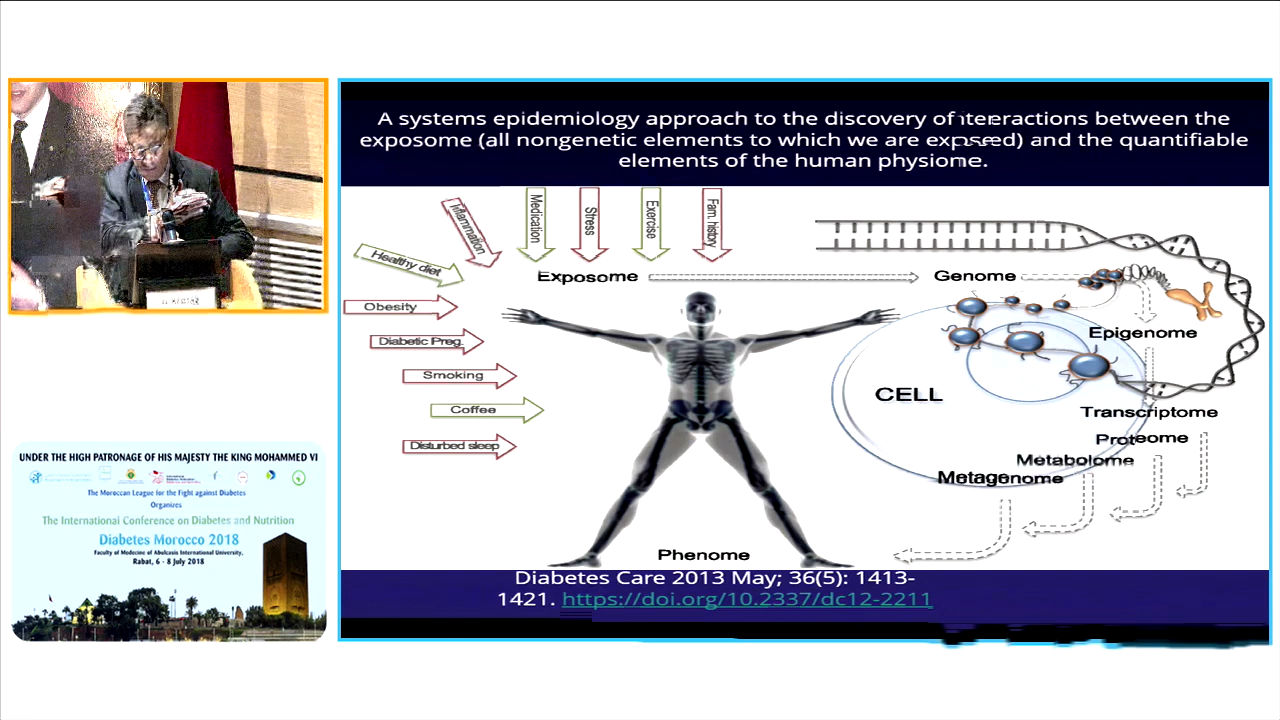 A systems epidemiology approach to the discovery of iteractions between the
exposome (all nongenetic elements to which we are exposed) and the quantifiable
elements of the human physiome.
Inflammation
Medication
Stress
Exercise
Fam. history
Healthy diet
Exposome
Genome
Obesity
Epigenome
Diabetic Preg.
Smoking
CELL
Coffee
Transcriptome
Disturbed sleep
Proteome
Metabolome
Metagenome
Phenome
Diabetes Care 2013 May; 36(5): 1413-
1421. https://doi.org/10.2337/dc12-2211
UNDER THE HIGH PATRONAGE OF HIS MAJESTY THE KING MOHAMMED VI
The Moroccan League for the Fight against Diabetes
Organizes
The International Conference on Diabetes and Nutrition
Diabetes Morocco 2018
Faculty of Medecine of Abulcasis International University,
Rabat, 6 - 8 July 2018